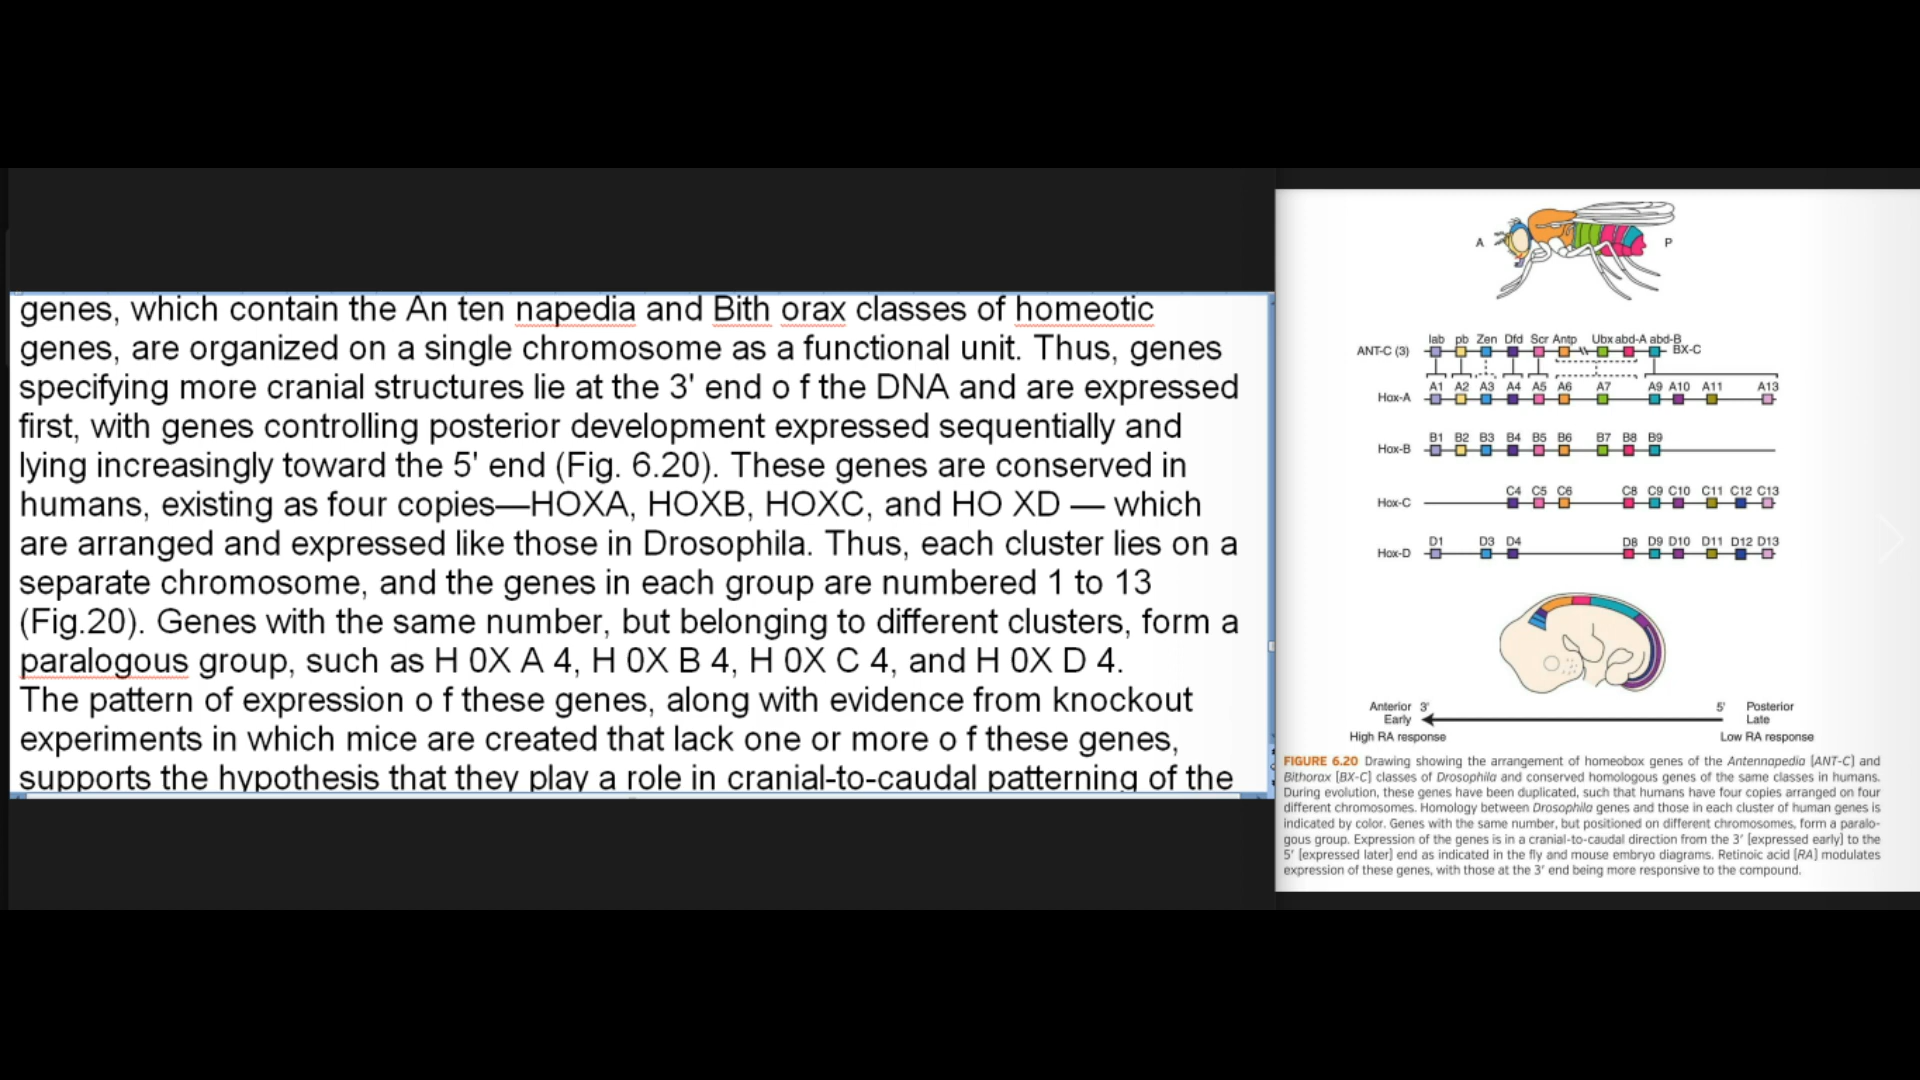 genes, which contain the An ten napedia and Bith orax classes of homeotic
genes, are organized on a single chromosome as a functional unit. Thus, genes
specifying more cranial structures lie at the 3' end o f the DNA and are expressed
first, with genes controlling posterior development expressed sequentially and
lying increasingly toward the 5' end (Fig. 6.20). These genes are conserved in
humans, existing as four copies—HOXA, HOXB, HOXC, and HO XD — which
are arranged and expressed like those in Drosophila. Thus, each cluster lies on a
separate chromosome, and the genes in each group are numbered 1 to 13
(Fig.20). Genes with the same number, but belonging to different clusters, form a
paralogous group, such as H 0X A 4, H 0X B 4, H 0X C 4, and H 0X D 4.
The pattern of expression o f these genes, along with evidence from knockout
experiments in which mice are created that lack one or more o f these genes,
supports the hypothesis that they play a role in cranial-to-caudal patterning of the
A P
lab pb Zen Dfd Scr Antp Ubx abd-A abd-B
ANT-C (3) BX-C
A1 A2 A3 A4 A5 A6 A7 A9 A10 A11 A13
Hox-A
B1 B2 B3 B4 B5 B6 B7 B8 B9
Hox-B
C4 C5 C6 C8 C9 C10 C11 C12 C13
Hox-C
D1 D3 D4 D8 D9 D10 D11 D12 D13
Hox-D
Anterior 3' 5' Posterior
Early Late
High RA response Low RA response
FIGURE 6.20 Drawing showing the arrangement of homeobox genes of the Antennapedia [ANT-C] and
Bithorax [BX-C] classes of Drosophila and conserved homologous genes of the same classes in humans.
During evolution, these genes have been duplicated, such that humans have four copies arranged on four
different chromosomes. Homology between Drosophila genes and those in each cluster of human genes is
indicated by color. Genes with the same number, but positioned on different chromosomes, form a paralo-
gous group. Expression of the genes is in a cranial-to-caudal direction from the 3' [expressed early] to the
5' [expressed later] end as indicated in the fly and mouse embryo diagrams. Retinoic acid [RA] modulates
expression of these genes, with those at the 3' end being more responsive to the compound.